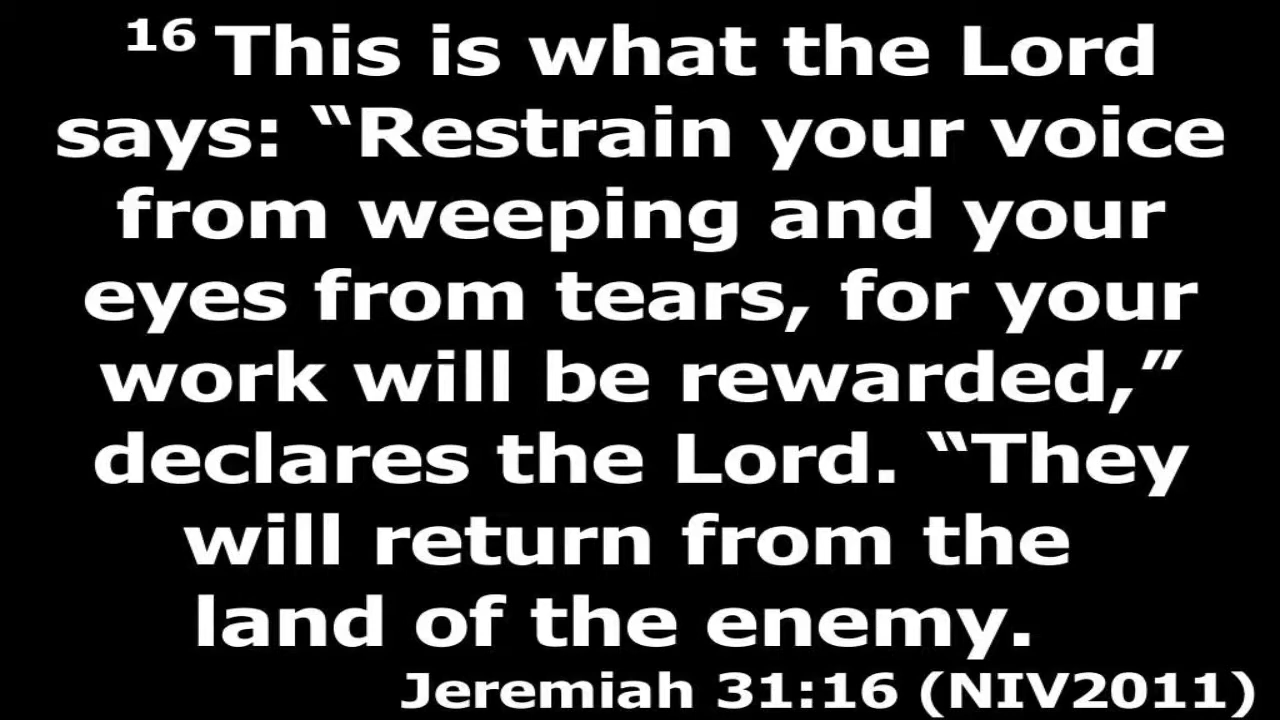 16 This is what the Lord
says: “Restrain your voice
from weeping and your
eyes from tears, for your
work will be rewarded,”
declares the Lord. “They
will return from the
land of the enemy.
Jeremiah 31:16 (NIV2011)